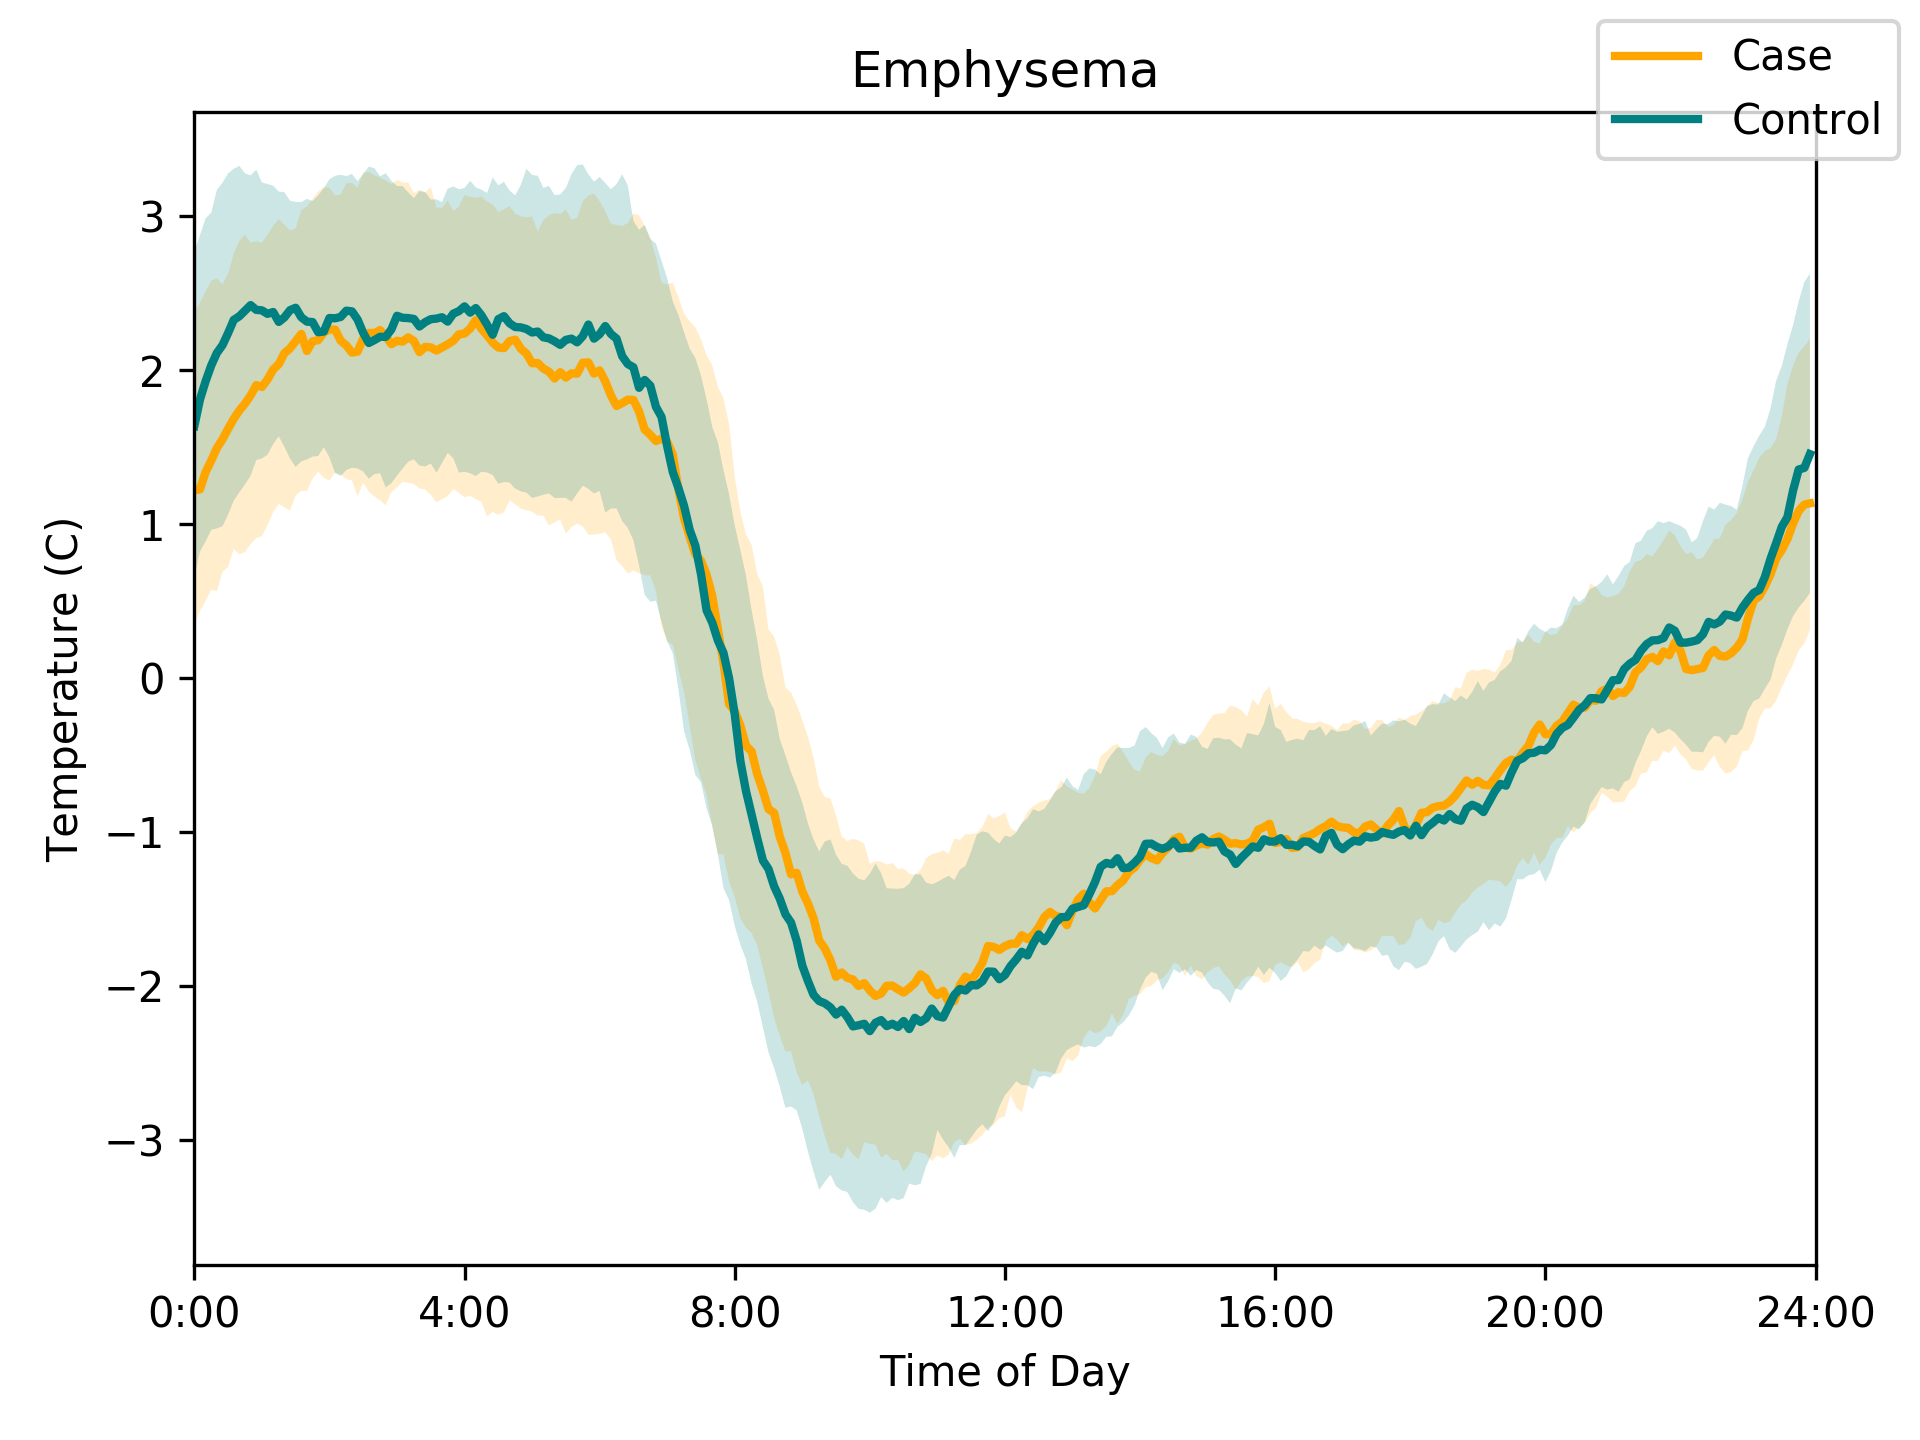 Emphysema
Case
Control
Temperature (C)
3
2
1
0
−1
−2
−3
0:00 4:00 8:00 12:00 16:00 20:00 24:00
Time of Day